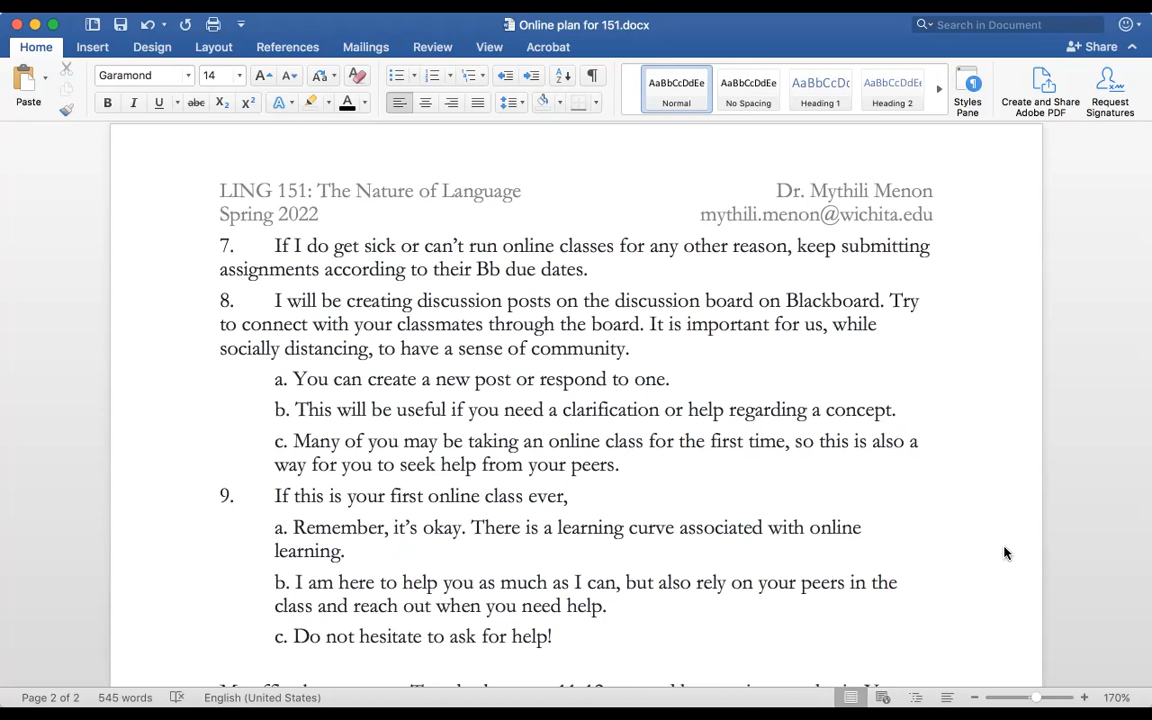 Online plan for 151.docx
Search in Document
Home Insert Design Layout References Mailings Review View Acrobat
Share
Paste
Garamond 14
AaBbCcDdEe AaBbCcDdEe AaBbCcDc AaBbCcDdEe
Normal No Spacing Heading 1 Heading 2
Styles Pane
Create and Share Adobe PDF
Request Signatures
LING 151: The Nature of Language Dr. Mythili Menon
Spring 2022 mythili.menon@wichita.edu
7. If I do get sick or can’t run online classes for any other reason, keep submitting
assignments according to their Bb due dates.
8. I will be creating discussion posts on the discussion board on Blackboard. Try
to connect with your classmates through the board. It is important for us, while
socially distancing, to have a sense of community.
a. You can create a new post or respond to one.
b. This will be useful if you need a clarification or help regarding a concept.
c. Many of you may be taking an online class for the first time, so this is also a
way for you to seek help from your peers.
9. If this is your first online class ever,
a. Remember, it’s okay. There is a learning curve associated with online
learning.
b. I am here to help you as much as I can, but also rely on your peers in the
class and reach out when you need help.
c. Do not hesitate to ask for help!
Page 2 of 2 545 words English (United States) 170%